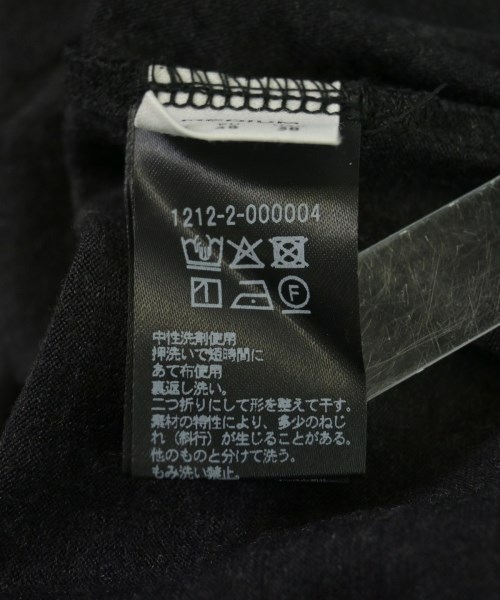 1212-2-000004
F
中性洗剤使用
押洗いで短時間に
あて布使用
裏返し洗い。
二つ折りにして形を整えて干す。
素材の特性により、多少のねじ
れ（斜行）が生じることがある。
他のものと分けて洗う。
もみ洗い禁止。